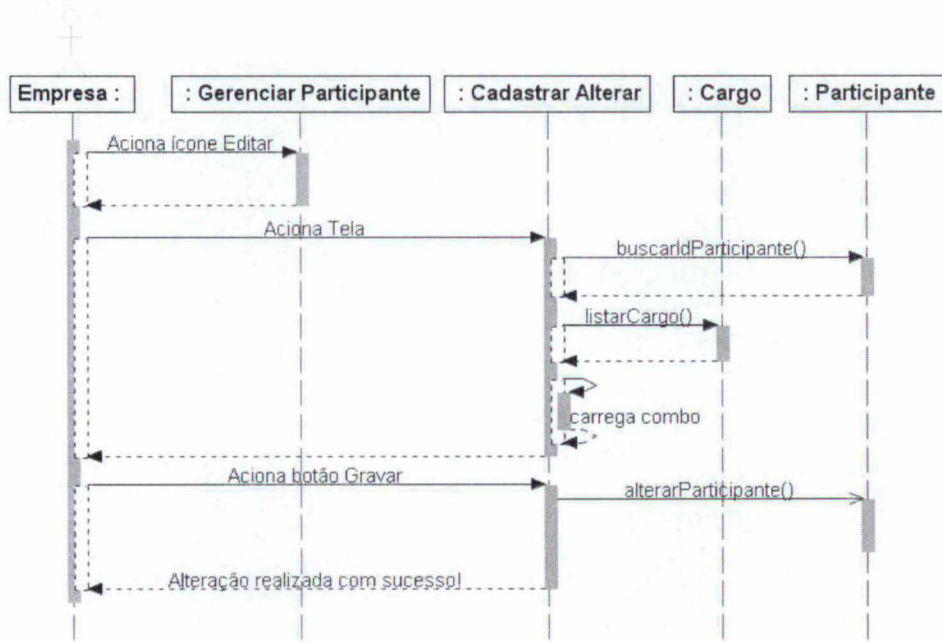 Empresa :
: Gerenciar Participante
: Cadastrar Alterar
: Cargo
: Participante
Aciona ícone Editar
Aciona Tela
buscarIdParticipante()
listarCargo()
carrega combo
Aciona botão Gravar
alterarParticipante()
Alteração realizada com sucesso!